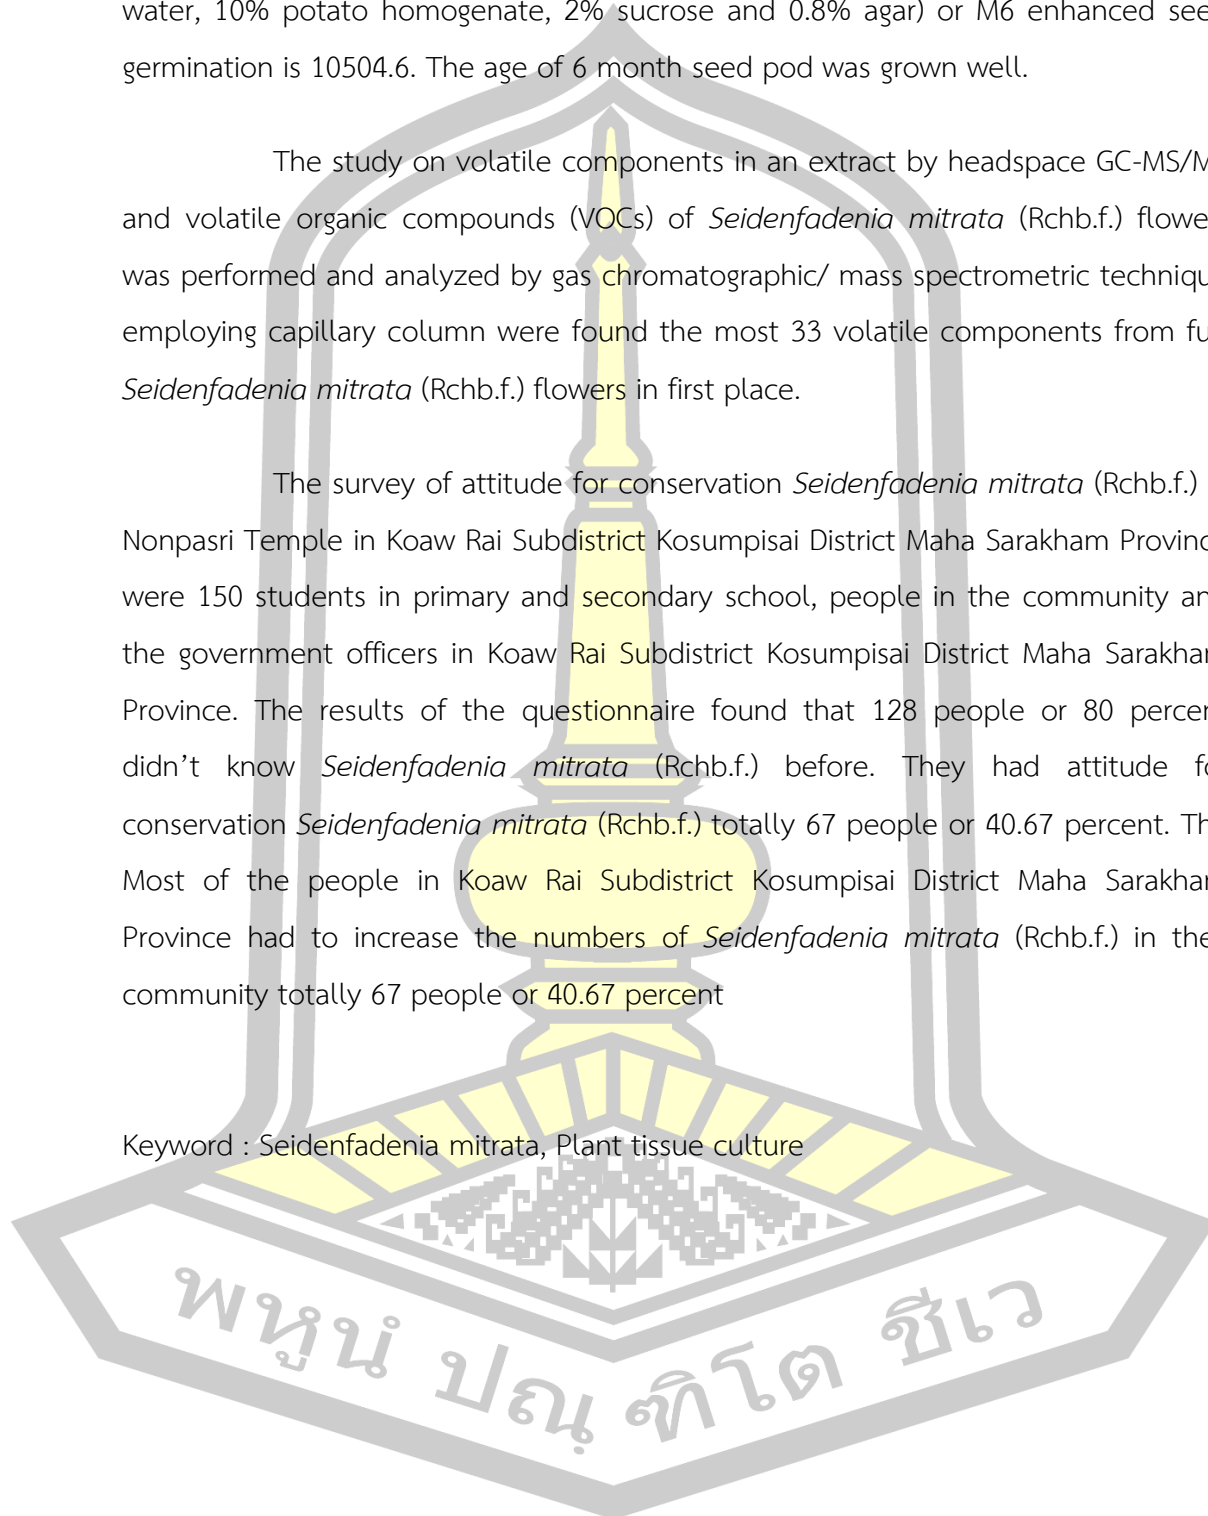 water, 10% potato homogenate, 2% sucrose and 0.8% agar) or M6 enhanced see
germination is 10504.6. The age of 6 month seed pod was grown well.
The study on volatile components in an extract by headspace GC-MS/M
and volatile organic compounds (VOCs) of Seidenfadenia mitrata (Rchb.f.) flowe
was performed and analyzed by gas chromatographic/ mass spectrometric techniqu
employing capillary column were found the most 33 volatile components from fu
Seidenfadenia mitrata (Rchb.f.) flowers in first place.
The survey of attitude for conservation Seidenfadenia mitrata (Rchb.f.)
Nonpasri Temple in Koaw Rai Subdistrict Kosumpisai District Maha Sarakham Provinc
were 150 students in primary and secondary school, people in the community an
the government officers in Koaw Rai Subdistrict Kosumpisai District Maha Sarakha
Province. The results of the questionnaire found that 128 people or 80 percen
didn't know Seidenfadenia mitrata (Rchb.f.) before. They had attitude fo
conservation Seidenfadenia mitrata (Rchb.f.) totally 67 people or 40.67 percent. Th
Most of the people in Koaw Rai Subdistrict Kosumpisai District Maha Sarakha
Province had to increase the numbers of Seidenfadenia mitrata (Rchb.f.) in the
community totally 67 people or 40.67 percent
Keyword : Seidenfadenia mitrata, Plant tissue culture
พหูนํ ปณฺฑิโต ชีเว